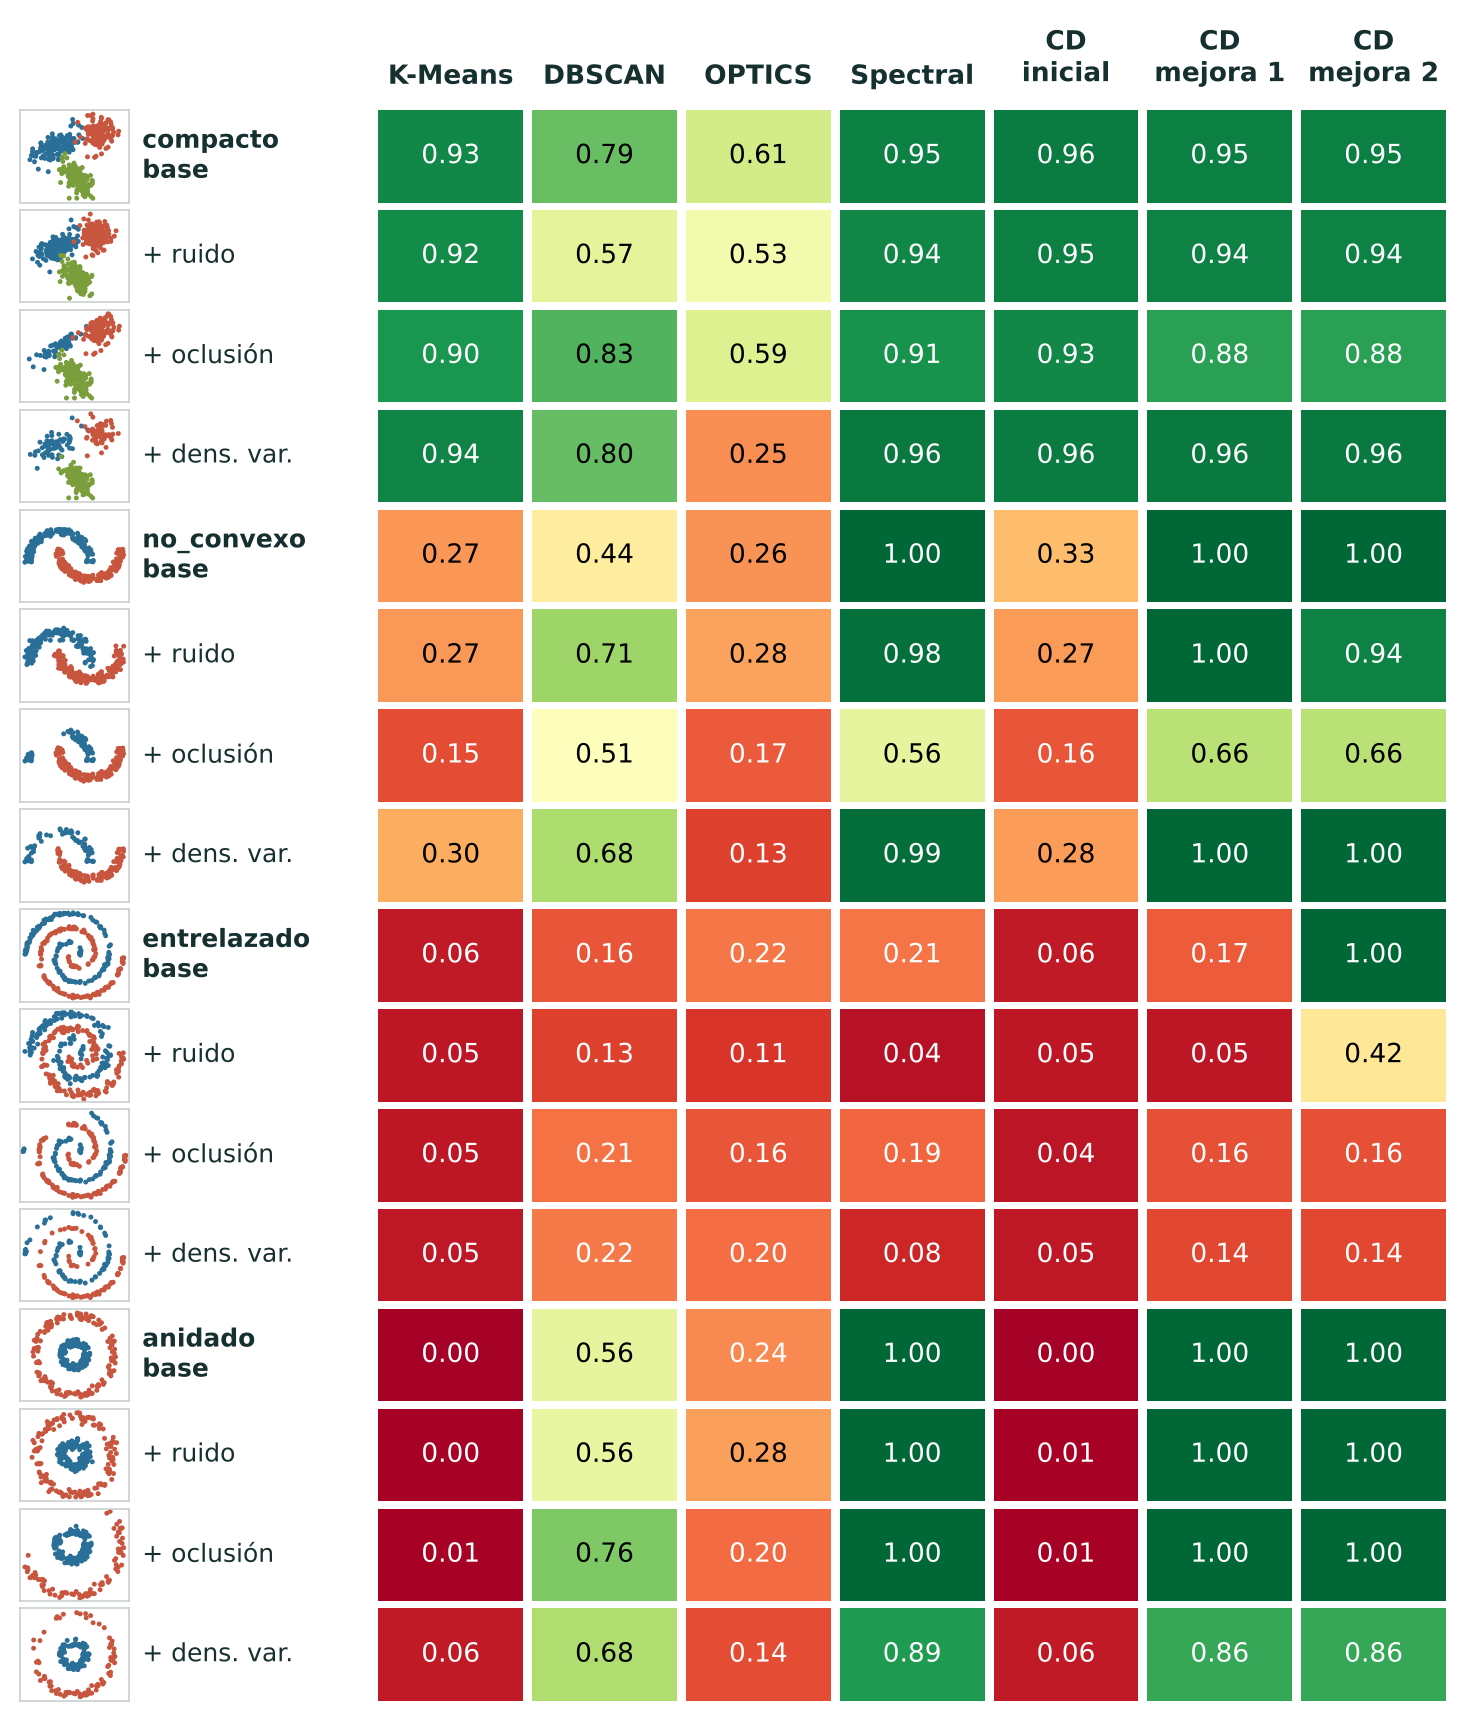 K-Means DBSCAN OPTICS Spectral CD inicial CD mejora 1 CD mejora 2
compacto base 0.93 0.79 0.61 0.95 0.96 0.95 0.95
+ ruido 0.92 0.57 0.53 0.94 0.95 0.94 0.94
+ oclusión 0.90 0.83 0.59 0.91 0.93 0.88 0.88
+ dens. var. 0.94 0.80 0.25 0.96 0.96 0.96 0.96
no_convexo base 0.27 0.44 0.26 1.00 0.33 1.00 1.00
+ ruido 0.27 0.71 0.28 0.98 0.27 1.00 0.94
+ oclusión 0.15 0.51 0.17 0.56 0.16 0.66 0.66
+ dens. var. 0.30 0.68 0.13 0.99 0.28 1.00 1.00
entrelazado base 0.06 0.16 0.22 0.21 0.06 0.17 1.00
+ ruido 0.05 0.13 0.11 0.04 0.05 0.05 0.42
+ oclusión 0.05 0.21 0.16 0.19 0.04 0.16 0.16
+ dens. var. 0.05 0.22 0.20 0.08 0.05 0.14 0.14
anidado base 0.00 0.56 0.24 1.00 0.00 1.00 1.00
+ ruido 0.00 0.56 0.28 1.00 0.01 1.00 1.00
+ oclusión 0.01 0.76 0.20 1.00 0.01 1.00 1.00
+ dens. var. 0.06 0.68 0.14 0.89 0.06 0.86 0.86